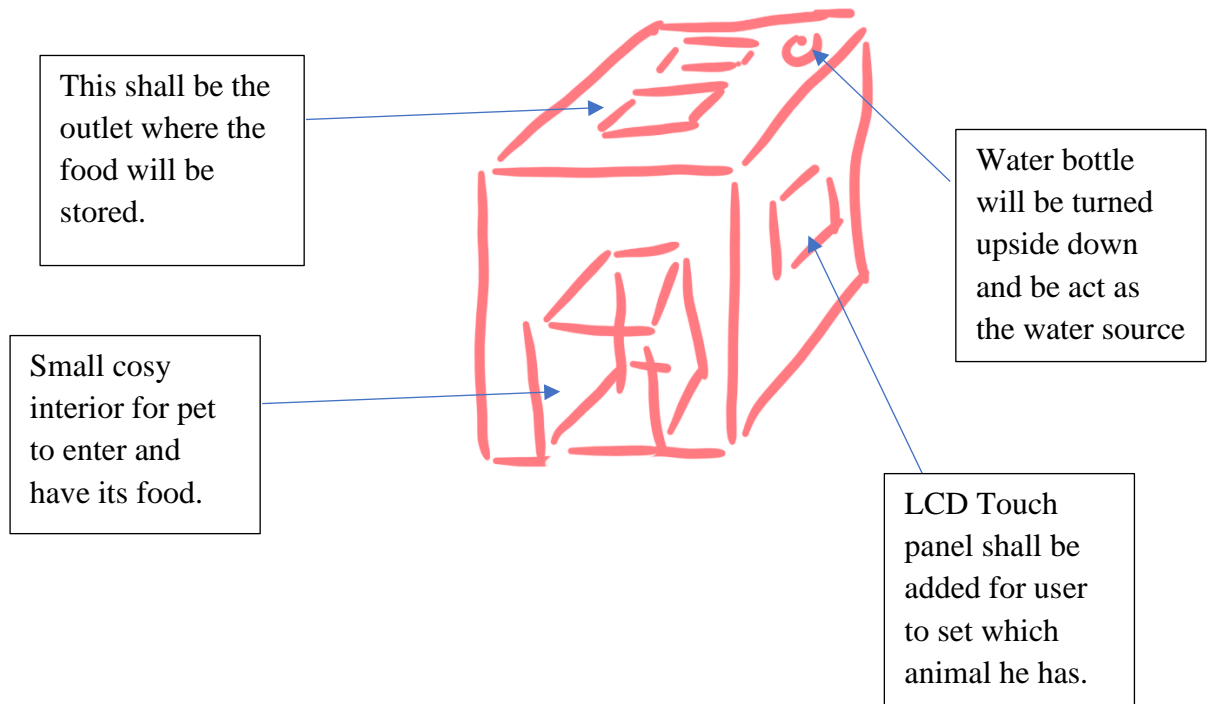 This shall be the
outlet where the
food will be
stored.
Water bottle
will be turned
upside down
and be act as
the water source
Small cosy
interior for pet
to enter and
have its food.
LCD Touch
panel shall be
added for user
to set which
animal he has.